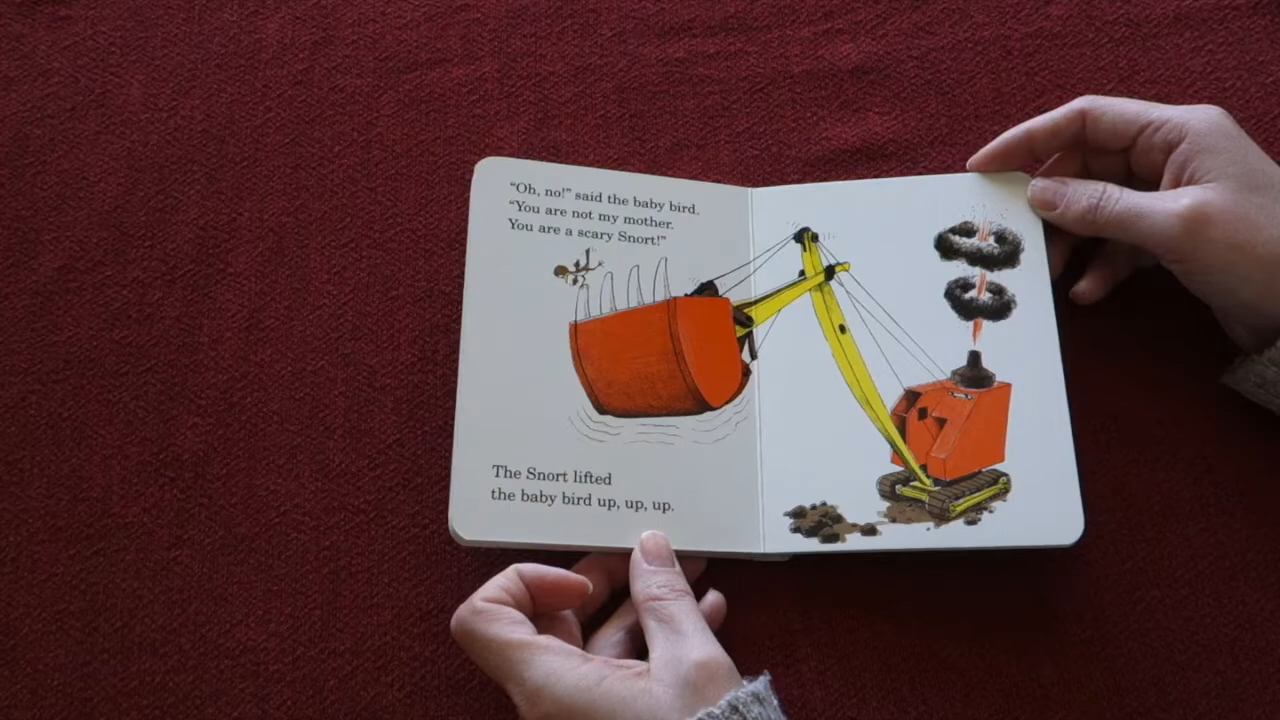 “Oh, no!” said the baby bird.
“You are not my mother.
You are a scary Snort!”
The Snort lifted
the baby bird up, up, up.